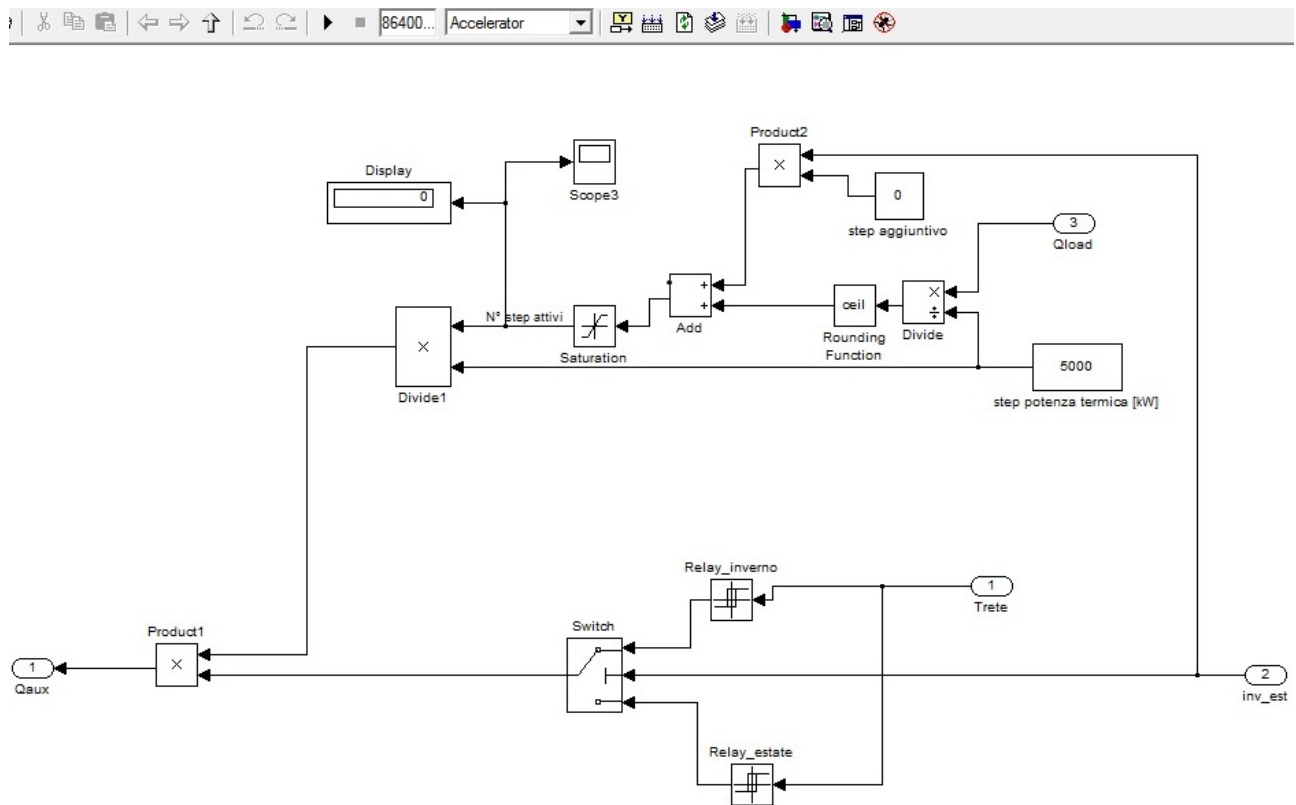 86400... Accelerator
Product2
×
Display
0
Scope3
0
step aggiuntivo
3
Qload
N° step attivi
+
+
Add
ceil
×
÷
Rounding
Function
Divide
×
Saturation
5000
Divide1
step potenza termica [kW]
Relay_inverno
1
Trete
Switch
Product1
×
1
Qaux
2
inv_est
Relay_estate